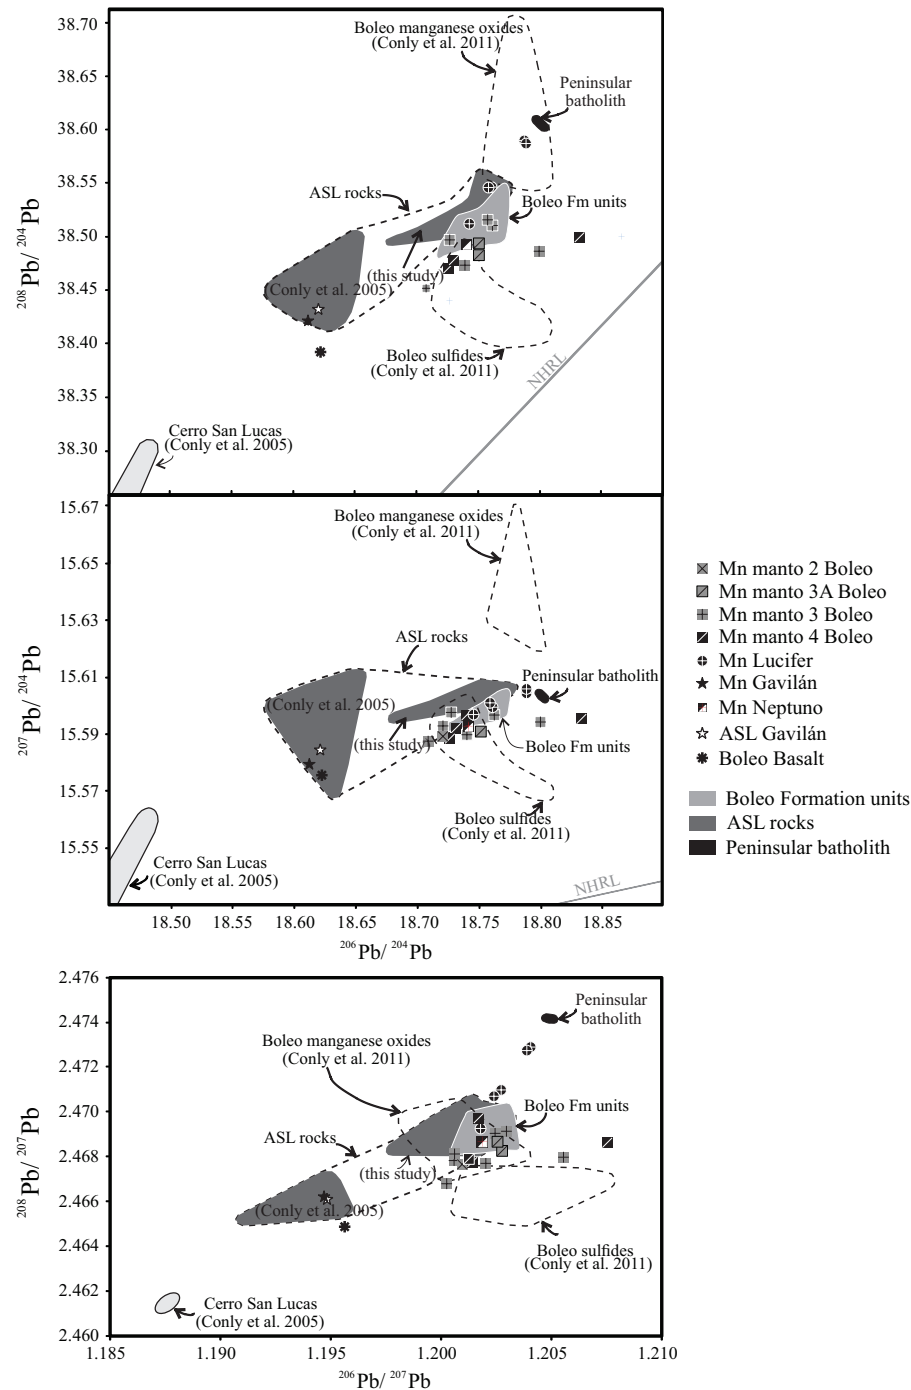 38.70
38.65
38.60
38.55
38.50
38.45
38.40
38.35
38.30
208Pb/ 204Pb
Boleo manganese oxides
(Conly et al. 2011)
Peninsular
batholith
ASL rocks
Boleo Fm units
(this study)
(Conly et al. 2005)
Boleo sulfides
(Conly et al. 2011)
NHRL
Cerro San Lucas
(Conly et al. 2005)
15.67
15.65
15.63
15.61
15.59
15.57
15.55
207Pb/ 204Pb
Boleo manganese oxides
(Conly et al. 2011)
ASL rocks
Peninsular batholith
(Conly et al. 2005)
(this study)
Boleo Fm units
Boleo sulfides
(Conly et al. 2011)
Cerro San Lucas
(Conly et al. 2005)
NHRL
18.50
18.55
18.60
18.65
18.70
18.75
18.80
18.85
206Pb/ 204Pb
Mn manto 2 Boleo
Mn manto 3A Boleo
Mn manto 3 Boleo
Mn manto 4 Boleo
Mn Lucifer
Mn Gavilán
Mn Neptuno
ASL Gavilán
Boleo Basalt
Boleo Formation units
ASL rocks
Peninsular batholith
2.476
2.474
2.472
2.470
2.468
2.466
2.464
2.462
2.460
208Pb/ 207Pb
Peninsular
batholith
Boleo manganese oxides
(Conly et al. 2011)
Boleo Fm units
ASL rocks
(this study)
(Conly et al. 2005)
Boleo sulfides
(Conly et al. 2011)
Cerro San Lucas
(Conly et al. 2005)
1.185
1.190
1.195
1.200
1.205
1.210
206Pb/ 207Pb